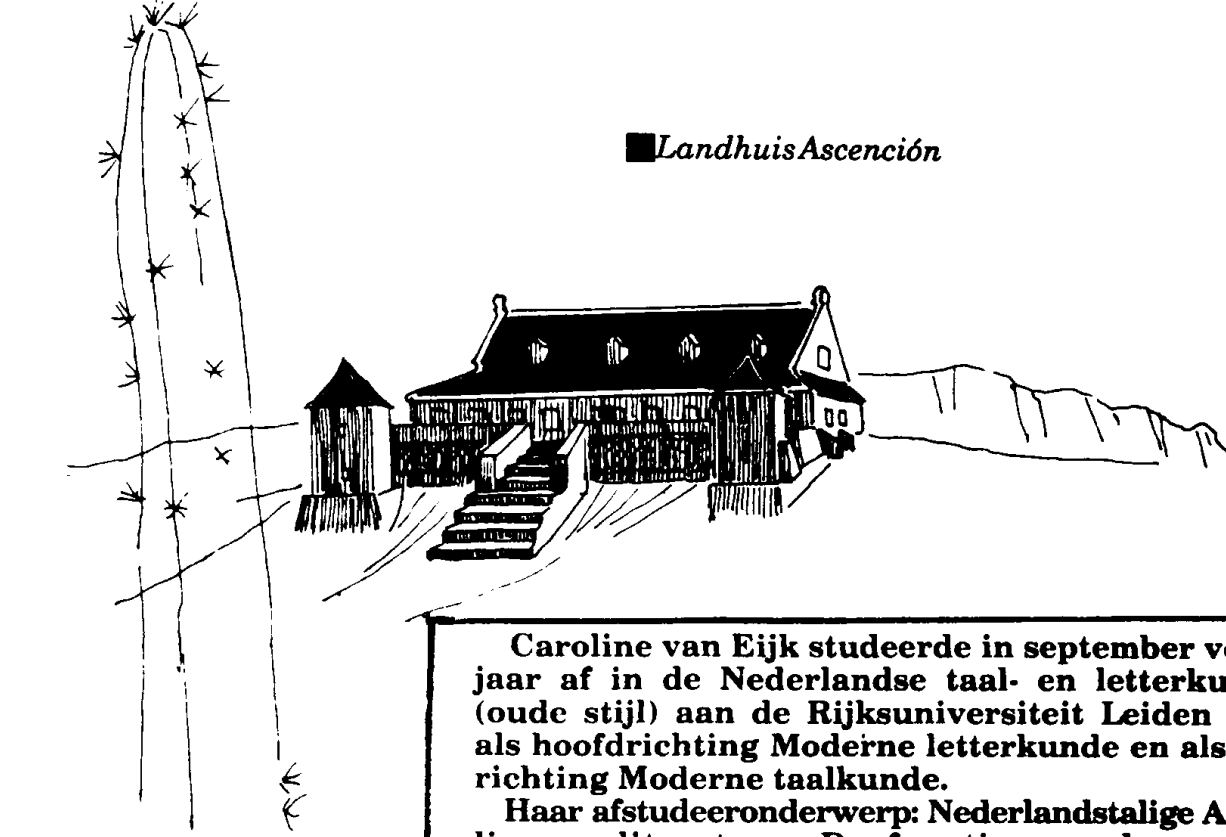 Landhuis Ascención
Caroline van Eijk studeerde in september
jaar af in de Nederlandse taal- en
(oude stijl) aan de Rijksuniversiteit Leiden
als hoofdrichting Moderne letterkunde en als
richting Moderne taalkunde.
Haar afstudeeronderwerp: Nederlandstalige